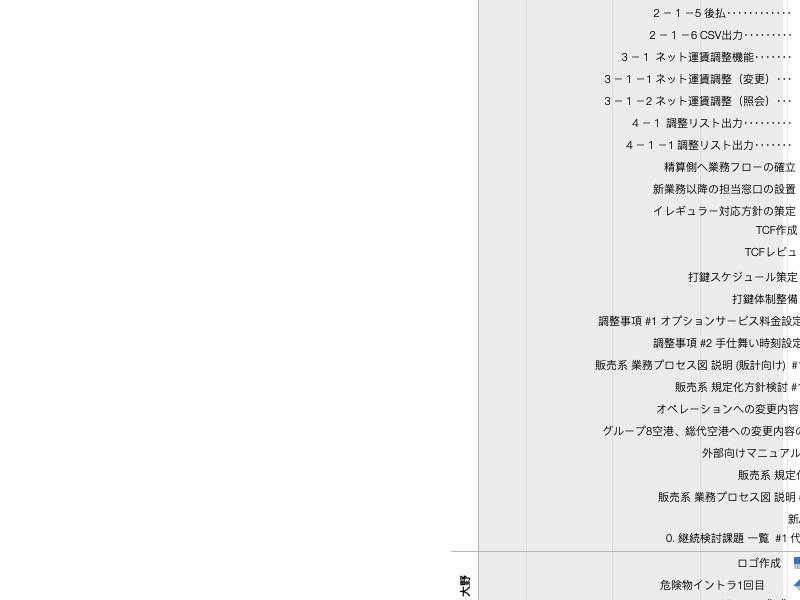 2－1－5 後払············
2－1－6 CSV出力·········
3－1 ネット運賃調整機能·······
3－1－1 ネット運賃調整（変更）···
3－1－2 ネット運賃調整（照会）···
4－1 調整リスト出力·········
4－1－1 調整リスト出力·······
精算側へ業務フローの確立
新業務以降の担当窓口の設置
イレギュラー対応方針の策定
TCF作成
TCFレビュ
打鍵スケジュール策定
打鍵体制整備
調整事項 #1 オプションサービス料金設定
調整事項 #2 手仕舞い時刻設定
販売系 業務プロセス図 説明 (販計向け) #1
販売系 規定化方針検討 #1
オペレーションへの変更内容
グループ8空港、総代空港への変更内容の
外部向けマニュアル
販売系 規定化
販売系 業務プロセス図 説明
新
0. 継続検討課題 一覧 #1 代
ロゴ作成
大野
危険物イントラ1回目